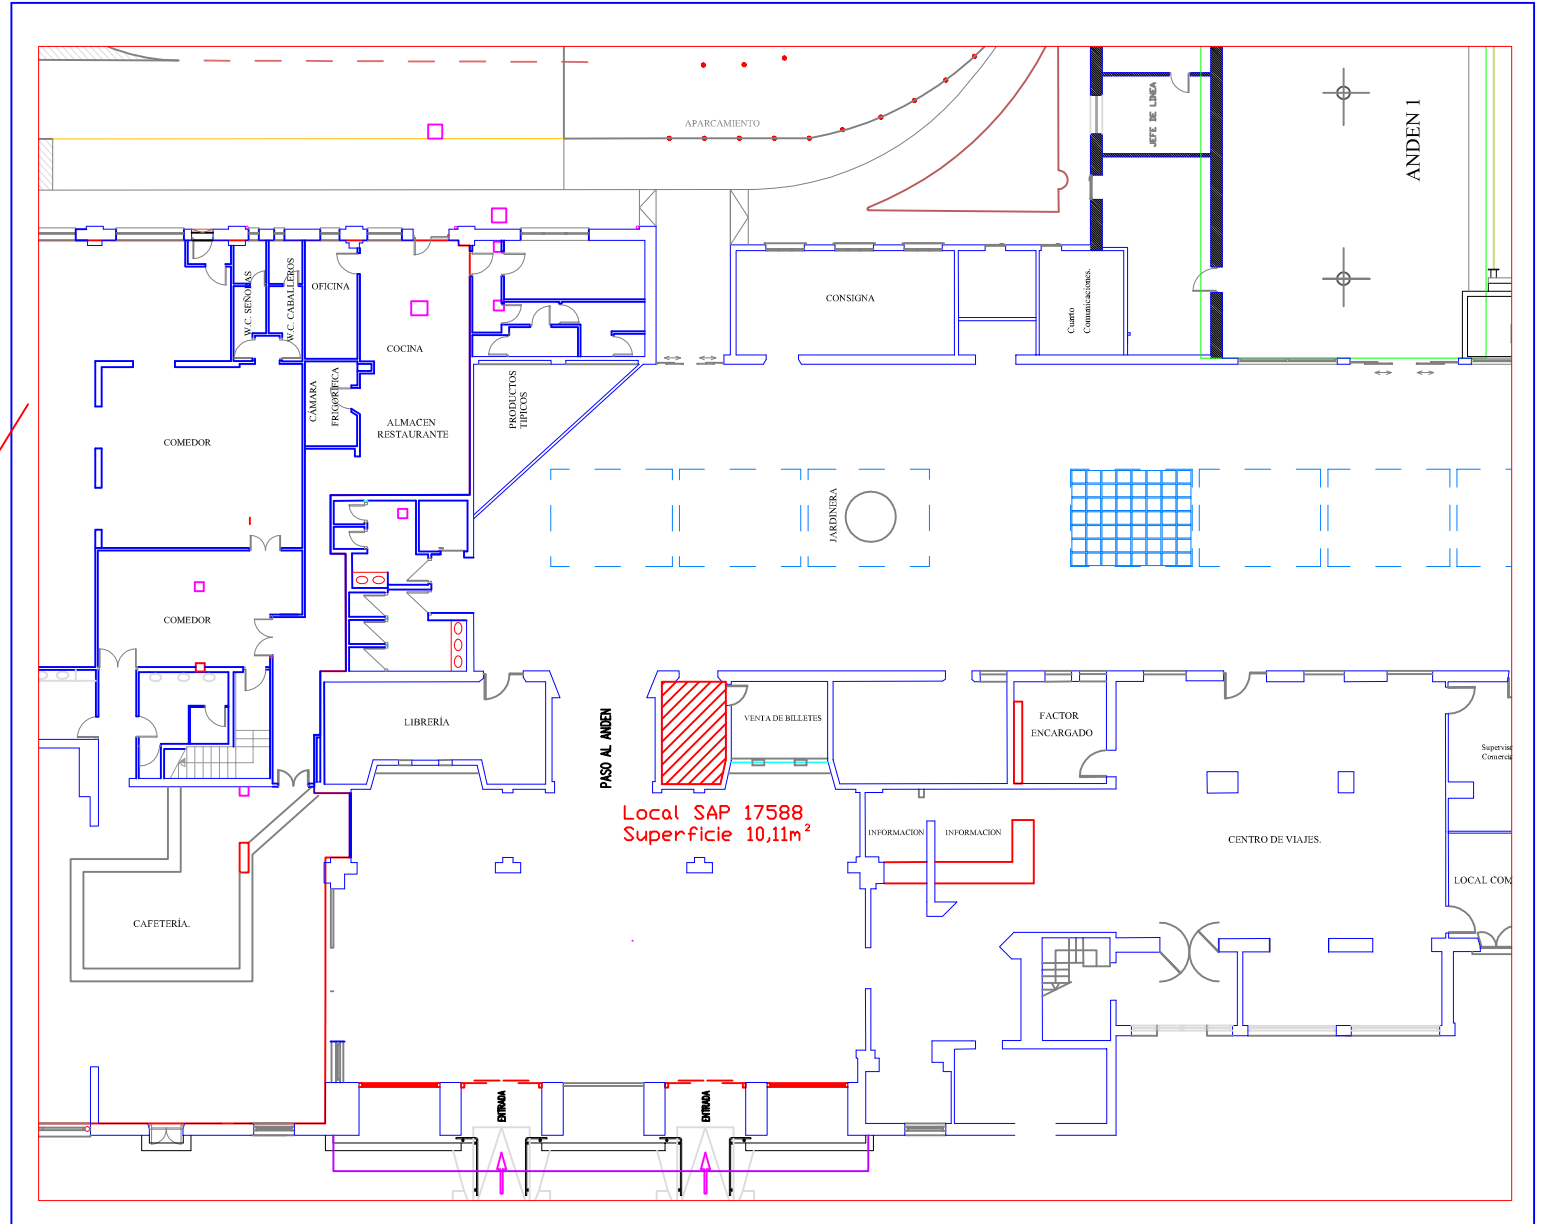 APARCAMIENTO
JEFE DE LINEA
ANDEN 1
W.C. SEÑORAS
W.C. CABALLEROS
OFICINA
COCINA
CONSIGNA
Cuarto
Comunicaciones.
CÁMARA
FRIGORÍFICA
ALMACEN
RESTAURANTE
PRODUCTOS
TIPICOS
COMEDOR
JARDINERA
COMEDOR
LIBRERÍA
PASO AL ANDEN
VENTA DE BILLETES
FACTOR
ENCARGADO
Local SAP 17588
Superficie 10,11m²
INFORMACION
INFORMACION
CENTRO DE VIAJES.
LOCAL COM
CAFETERÍA.
ENTRADA
ENTRADA